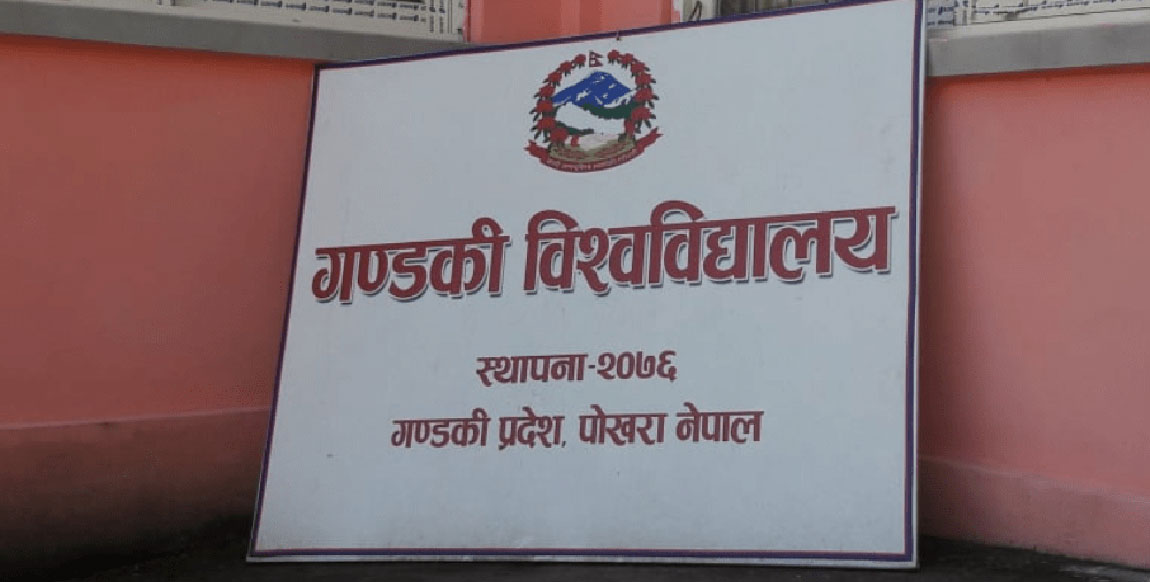 गण्डकी विश्वविद्यालय
स्थापना-२०७६
गण्डकी प्रदेश, पोखरा नेपाल